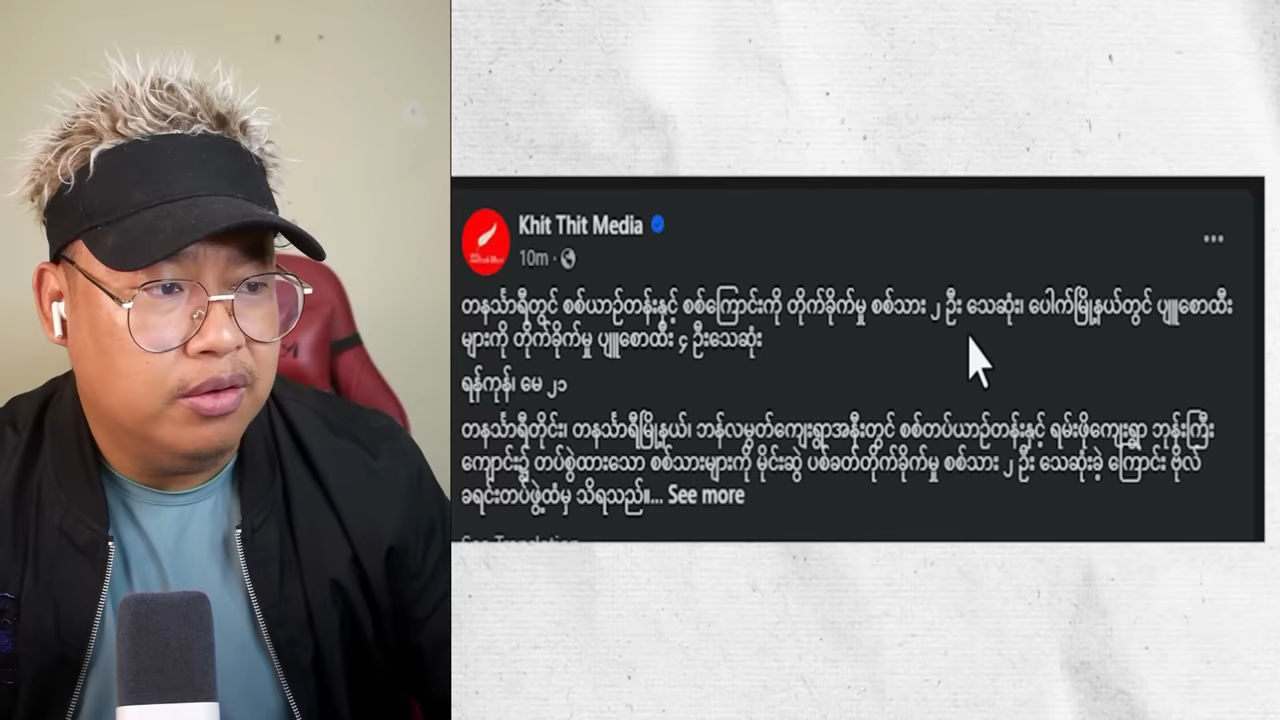 Khit Thit Media
10m
တနင်္သာရီတွင် စစ်ယာဉ်တန်းနှင့် စစ်ကြောင်းကို တိုက်ခိုက်မှု စစ်သား ၂ ဦး သေဆုံး၊ ပေါက်မြို့နယ်တွင် ပျူစောထီး
များကို တိုက်ခိုက်မှု ပျူစောထီး ၄ ဦးသေဆုံး
ရန်ကုန်၊ မေ ၂၁
တနင်္သာရီတိုင်း၊ တနင်္သာရီမြို့နယ်၊ ဘန်လမွတ်ကျေးရွာအနီးတွင် စစ်တပ်ယာဉ်တန်းနှင့် ရမ်းဖိုကျေးရွာ ဘုန်းကြီး
ကျောင်း၌ တပ်စွဲထားသော စစ်သားများကို မိုင်းဆွဲ ပစ်ခတ်တိုက်ခိုက်မှု စစ်သား ၂ ဦး သေဆုံးခဲ့ ကြောင်း ဗိုလ်
ခရင်းတပ်ဖွဲ့ထံမှ သိရသည်။... See more